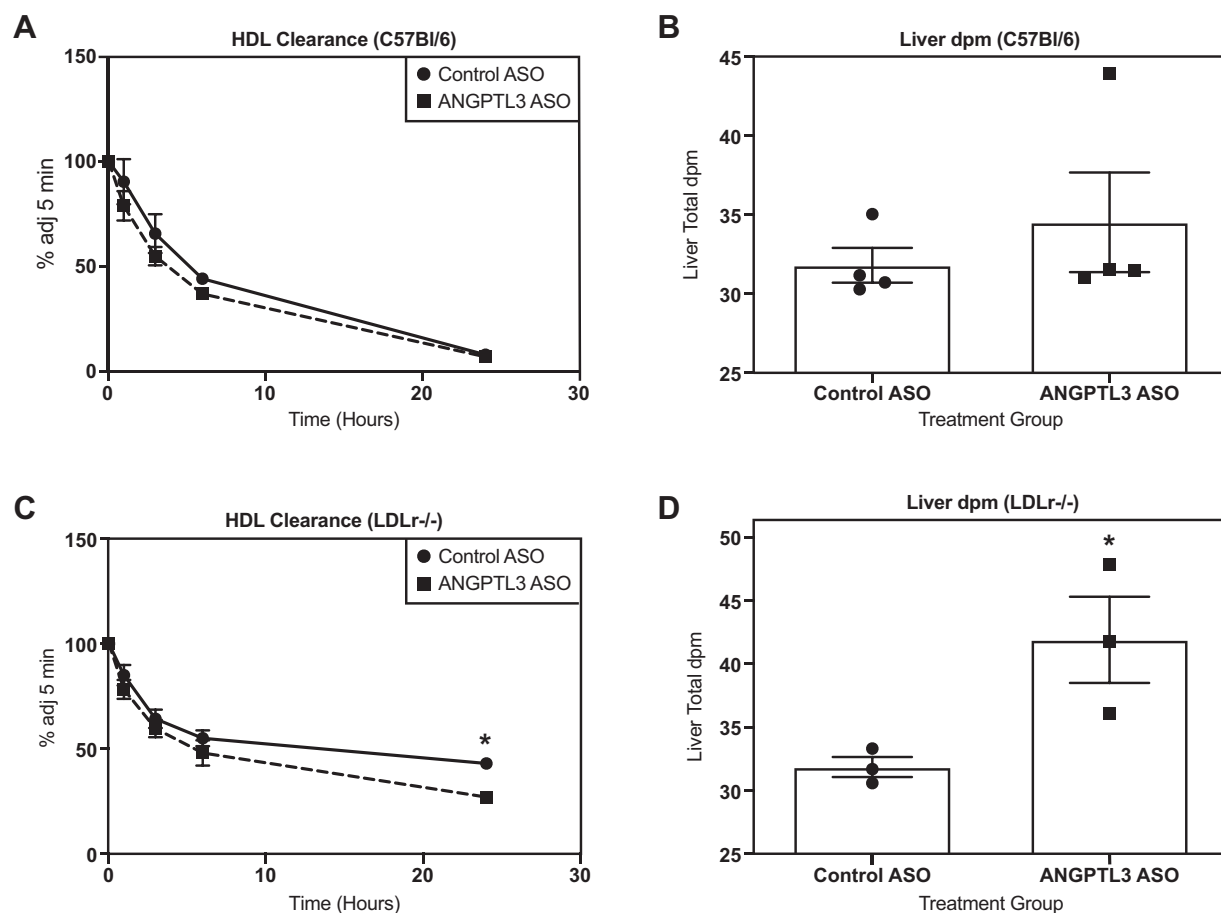 A
HDL Clearance (C57Bl/6)
150
100
50
0
% adj 5 min
Control ASO
ANGPTL3 ASO
0 10 20 30
Time (Hours)
B
Liver dpm (C57Bl/6)
45
40
35
30
25
Liver Total dpm
Control ASO ANGPTL3 ASO
Treatment Group
C
HDL Clearance (LDLr-/-)
150
100
50
0
% adj 5 min
Control ASO
ANGPTL3 ASO
*
0 10 20 30
Time (Hours)
D
Liver dpm (LDLr-/-)
50
45
40
35
30
25
Liver Total dpm
*
Control ASO ANGPTL3 ASO
Treatment Group